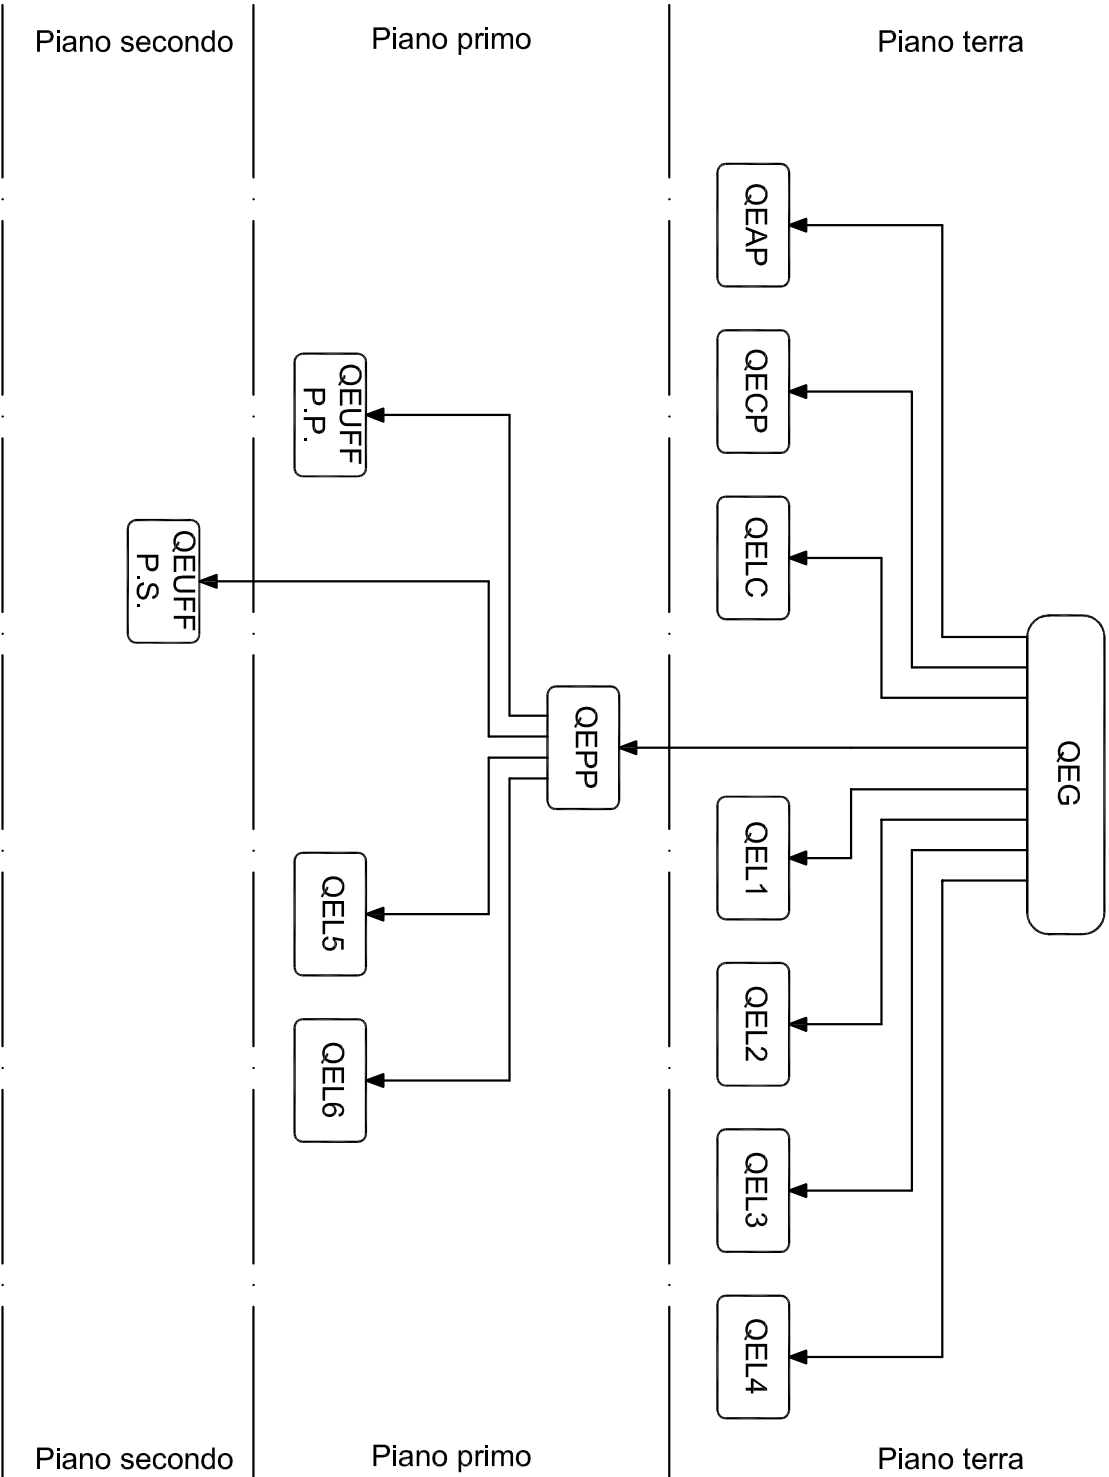 Piano secondo
Piano primo
Piano terra
QEAP
QECP
QELC
QEUFF
P.P.
QEUFF
P.S.
QEPP
QEG
QEL1
QEL2
QEL3
QEL4
QEL5
QEL6
Piano secondo
Piano primo
Piano terra